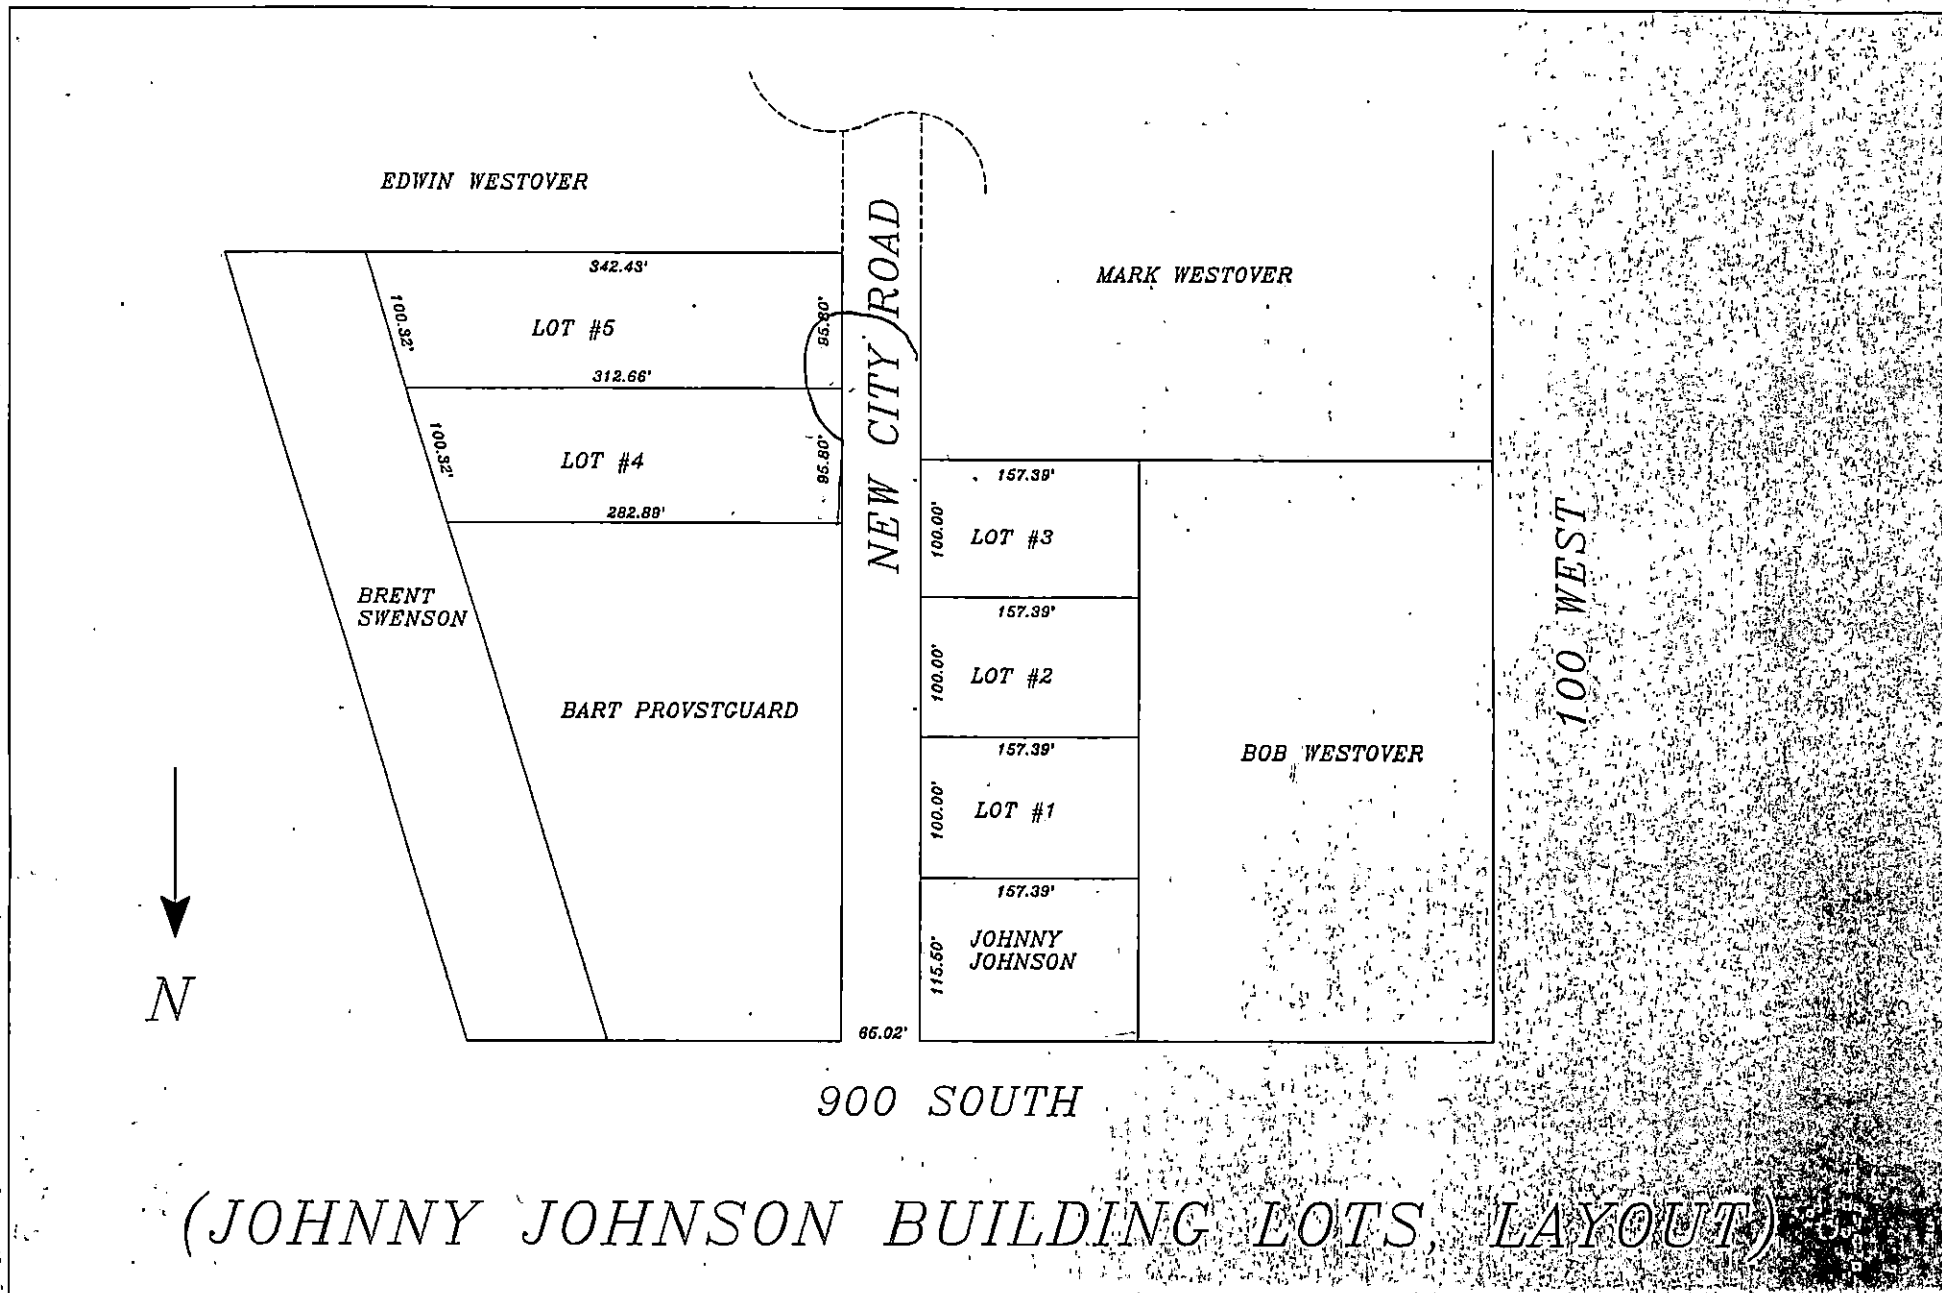 EDWIN WESTOVER
342.43'
100.32'
LOT #5
95.80'
312.66'
100.32'
LOT #4
95.80'
282.88'
BRENT
SWENSON
BART PROVSTGUARD
NEW CITY ROAD
MARK WESTOVER
157.39'
100.00'
LOT #3
157.39'
100.00'
LOT #2
157.39'
100.00'
LOT #1
157.39'
115.50'
JOHNNY
JOHNSON
BOB WESTOVER
100 WEST
66.02'
N
900 SOUTH
(JOHNNY JOHNSON BUILDING LOTS, LAYOUT)